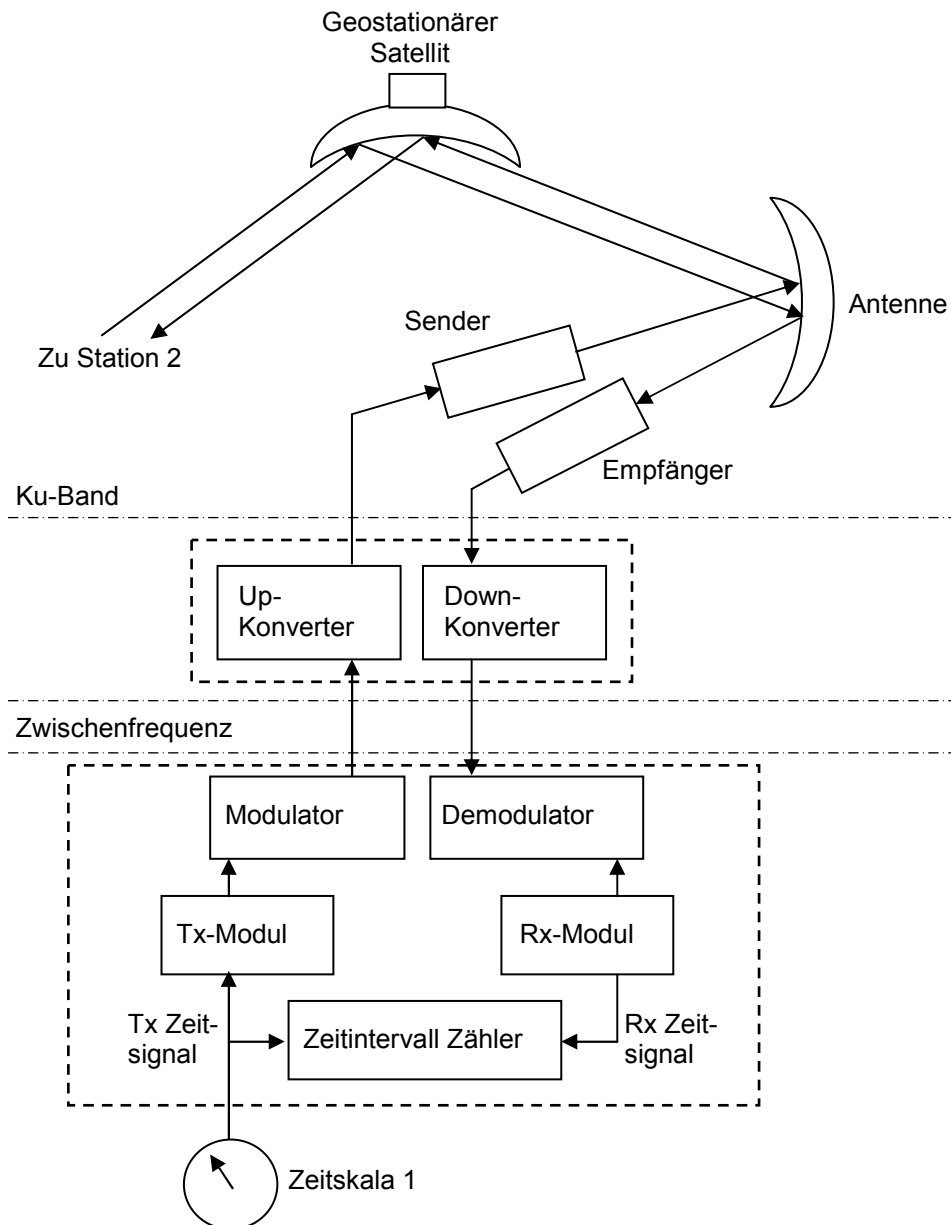 Geostationärer
Satellit
Antenne
Sender
Zu Station 2
Empfänger
Ku-Band
Up-
Konverter
Down-
Konverter
Zwischenfrequenz
Modulator
Demodulator
Tx-Modul
Rx-Modul
Tx Zeit-
signal
Zeitintervall Zähler
Rx Zeit-
signal
Zeitskala 1